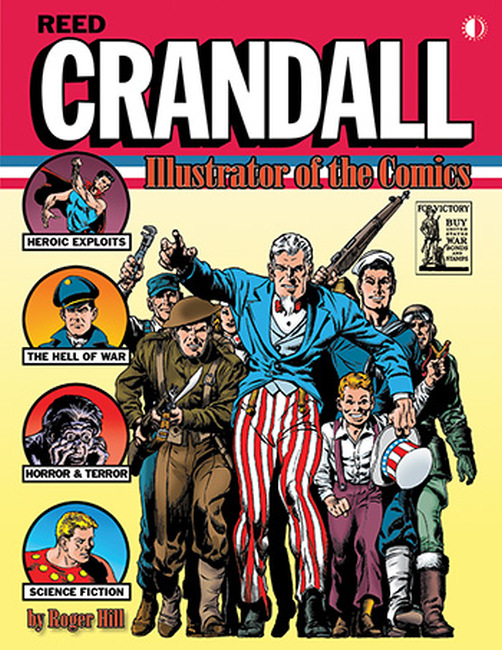 REED
CRANDALL
Illustrator of the Comics
HEROIC EXPLOITS
THE HELL OF WAR
HORROR & TERROR
SCIENCE FICTION
by Roger Hill
FOR VICTORY
BUY
UNITED
STATES
WAR
BONDS
AND
STAMPS